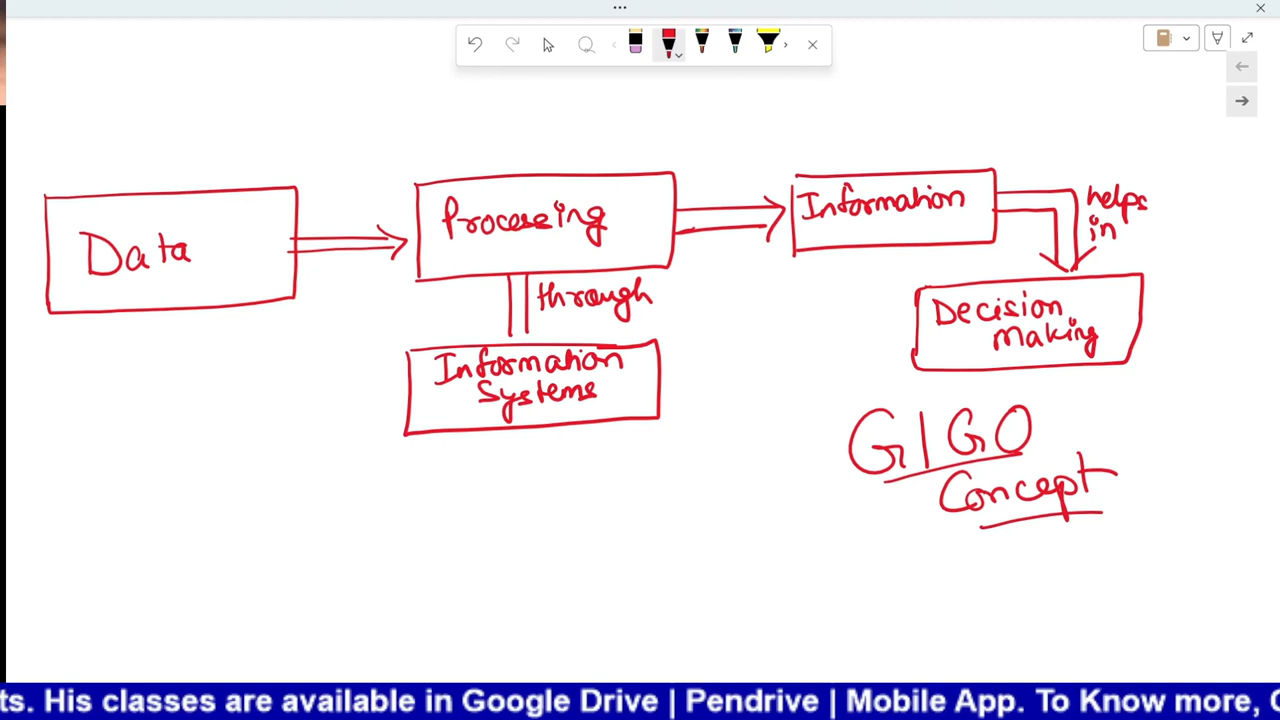 Data
Processing
through
Information
Systems
Information
helps
in
Decision
Making
GIGO
Concept
ts. His classes are available in Google Drive | Pendrive | Mobile App. To Know more, C